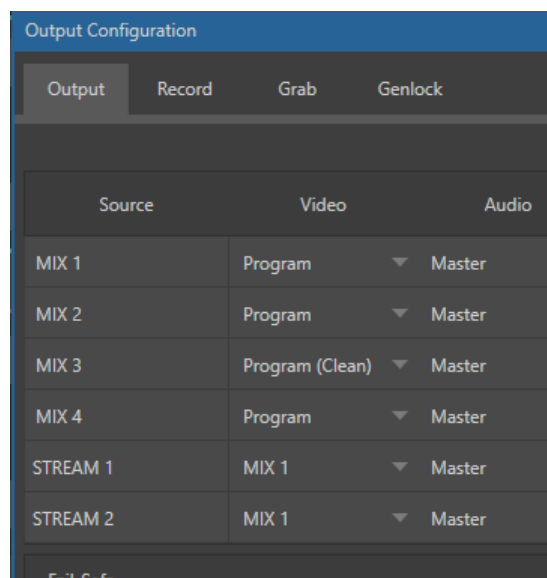 Output Configuration
Output Record Grab Genlock
Source Video Audio
MIX 1 Program Master
MIX 2 Program Master
MIX 3 Program (Clean) Master
MIX 4 Program Master
STREAM 1 MIX 1 Master
STREAM 2 MIX 1 Master